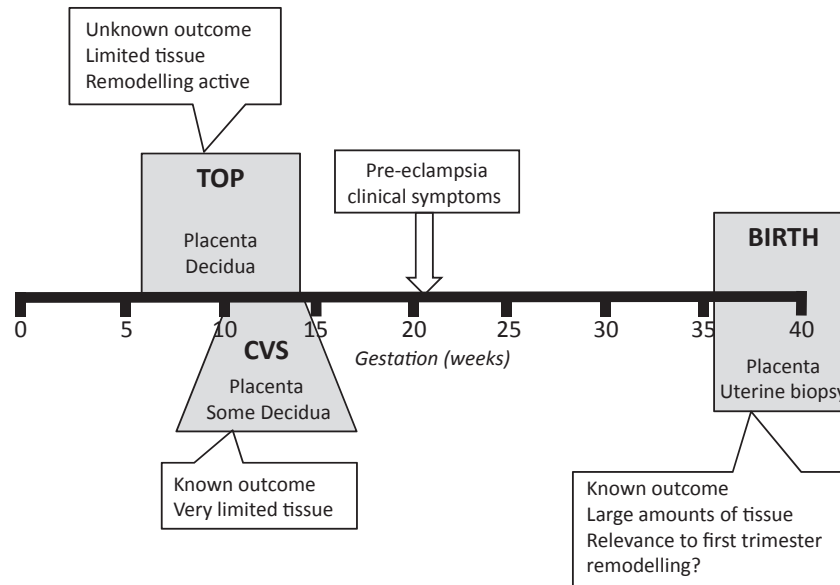 Unknown outcome
Limited tissue
Remodelling active
TOP
Placenta
Decidua
Pre-eclampsia
clinical symptoms
BIRTH
0 5 10 15 20 25 30 35 40
Gestation (weeks)
CVS
Placenta
Some Decidua
Placenta
Uterine biopsy
Known outcome
Very limited tissue
Known outcome
Large amounts of tissue
Relevance to first trimester
remodelling?